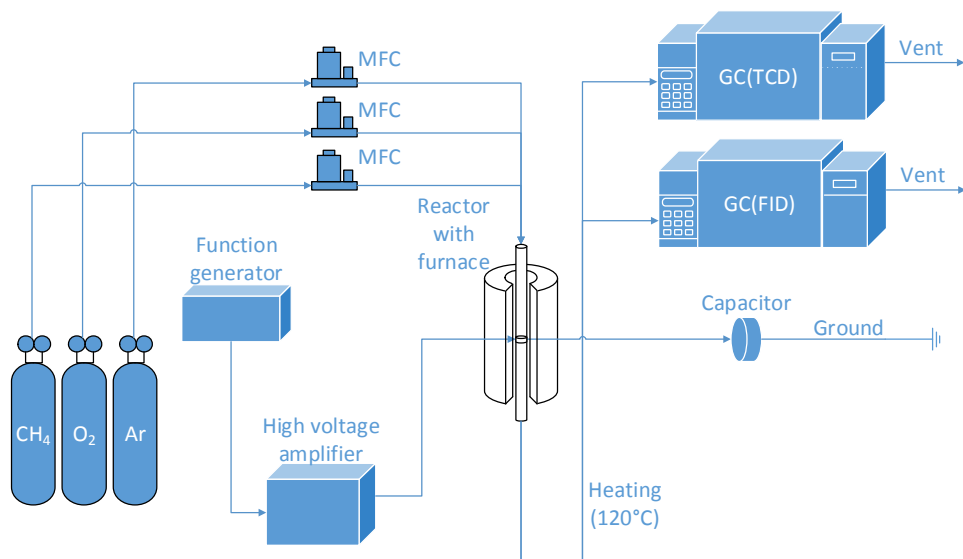 MFC
MFC
MFC
GC(TCD)
Vent
GC(FID)
Vent
Reactor
with
furnace
Function
generator
Capacitor
Ground
CH₄
O₂
Ar
High voltage
amplifier
Heating
(120°C)